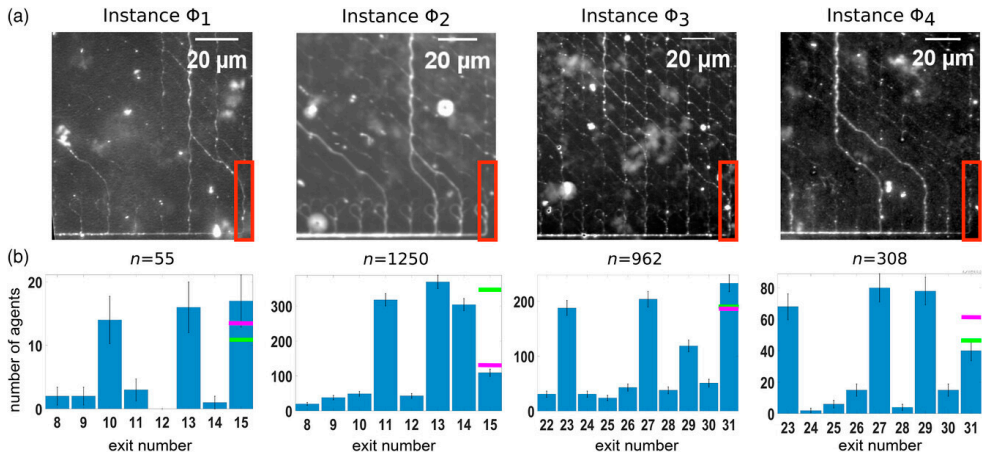 (a) Instance Φ1 Instance Φ2 Instance Φ3 Instance Φ4
20 µm 20 µm 20 µm 20 µm
(b) n=55 n=1250 n=962 n=308
number of agents
20
10
0
8 9 10 11 12 13 14 15
exit number
300
200
100
0
8 9 10 11 12 13 14 15
exit number
200
100
0
22 23 24 25 26 27 28 29 30 31
exit number
80
60
40
20
0
23 24 25 26 27 28 29 30 31
exit number